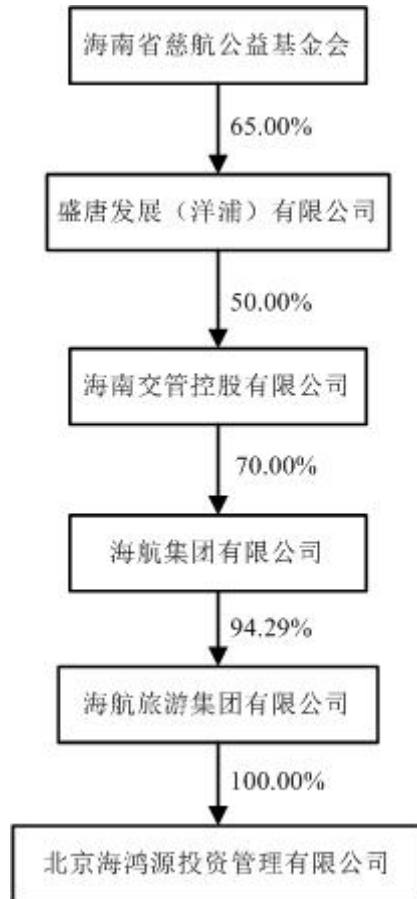 海南省慈航公益基金会
65.00%
盛唐发展（洋浦）有限公司
50.00%
海南交管控股有限公司
70.00%
海航集团有限公司
94.29%
海航旅游集团有限公司
100.00%
北京海鸿源投资管理有限公司